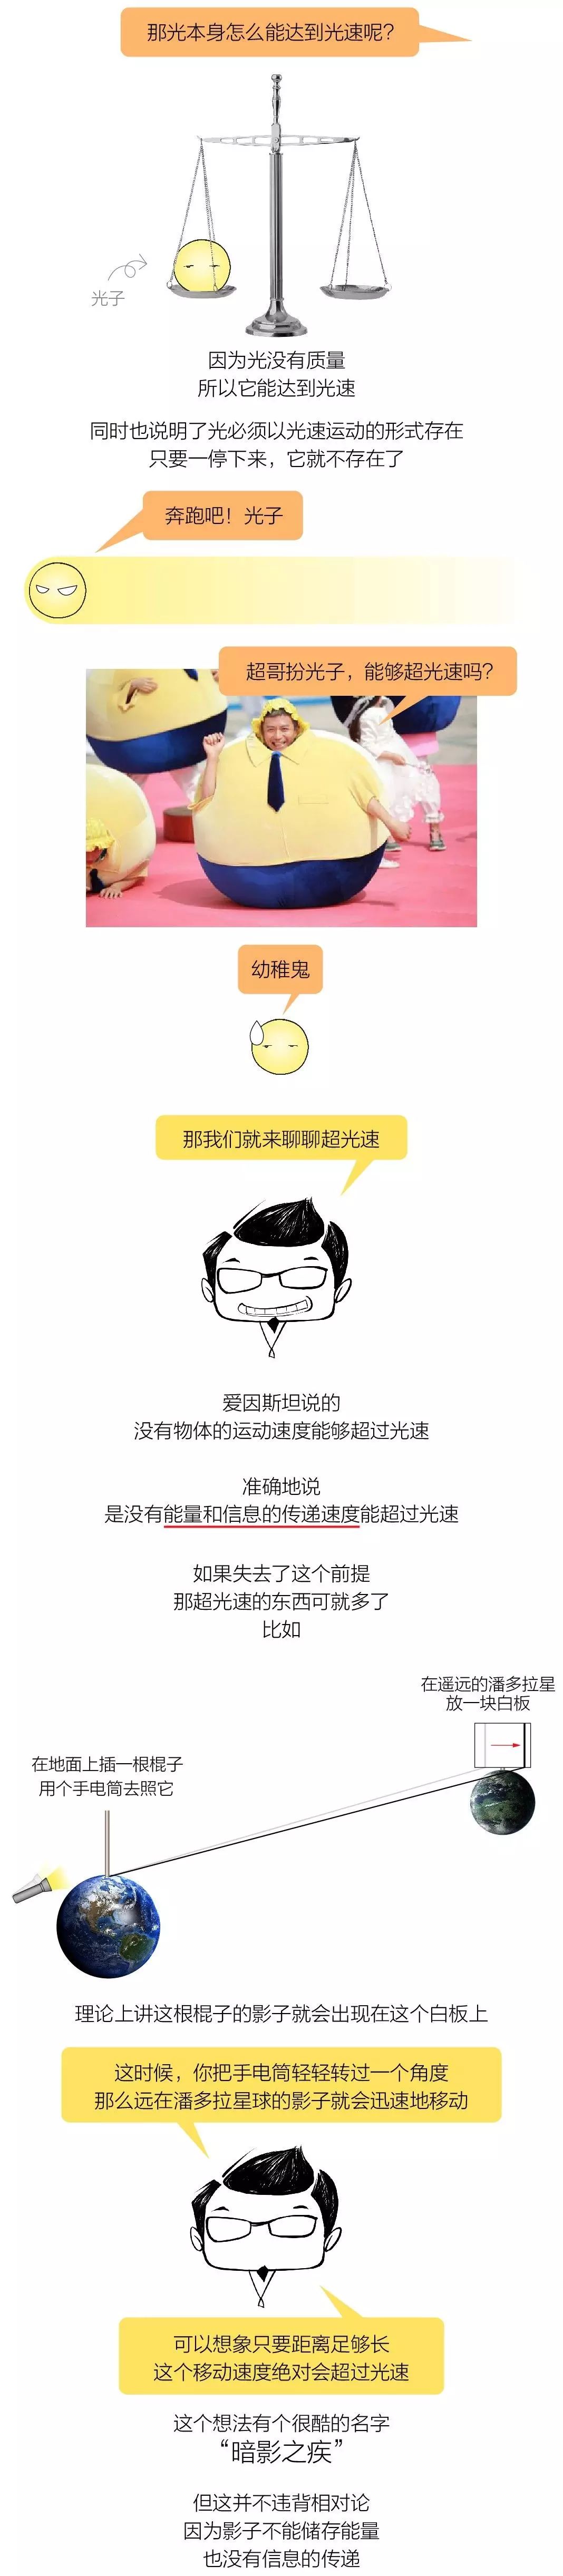 那光本身怎么能达到光速呢？
光子
因为光没有质量
所以它能达到光速
同时也说明了光必须以光速运动的形式存在
只要一停下来，它就不存在了
奔跑吧！光子
超哥扮光子，能够超光速吗？
幼稚鬼
那我们就来聊聊超光速
爱因斯坦说的
没有物体的运动速度能够超过光速
准确地说
是没有能量和信息的传递速度能超过光速
如果失去了这个前提
那超光速的东西可就多了
比如
在遥远的潘多拉星
放一块白板
在地面上插一根棍子
用个手电筒去照它
理论上讲这根棍子的影子就会出现在这个白板上
这时候，你把手电筒轻轻转过一个角度
那么远在潘多拉星球的影子就会迅速地移动
可以想象只要距离足够长
这个移动速度绝对会超过光速
这个想法有个很酷的名字
“暗影之疾”
但这并不违背相对论
因为影子不能储存能量
也没有信息的传递